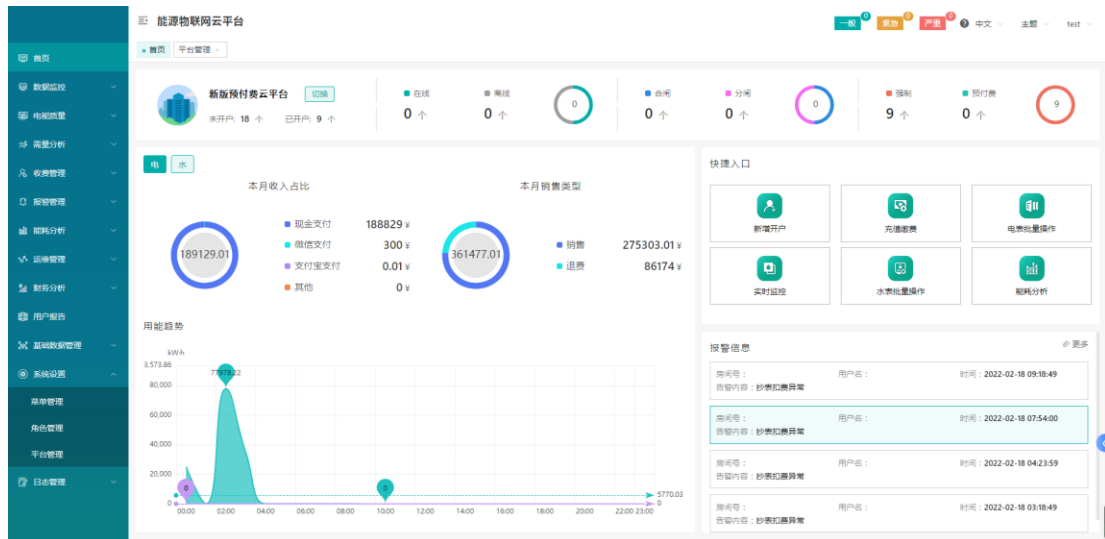 能源物联网云平台
一般 0 紧急 0 严重 0 中文 主题 test
首页 平台管理
首页
数据监控
电能质量
需量分析
收费管理
报警管理
能耗分析
运维管理
财务分析
用户报告
基础数据管理
系统设置
菜单管理
角色管理
平台管理
日志管理
新版预付费云平台 切换
未开户: 18 个 已开户: 9 个
在线 离线 合闸 分闸 强制 预付费
0 个 0 个 0 0 个 0 个 0 9 个 0 个 9
电 水
本月收入占比 本月销售类型
189129.01
现金支付 188829 ¥
微信支付 300 ¥
支付宝支付 0.01 ¥
其他 0 ¥
361477.01
销售 275303.01 ¥
退费 86174 ¥
用能趋势
kW·h
3,573.86
80,000
60,000
40,000
20,000
0
77978.22
0
0
5770.03
0
00:00 02:00 04:00 06:00 08:00 10:00 12:00 14:00 16:00 18:00 20:00 22:00 23:00
快捷入口
新增开户 充值缴费 电表批量操作
实时监控 水表批量操作 能耗分析
报警信息 更多
房间号： 用户名： 时间：2022-02-18 09:18:49
告警内容：抄表扣费异常
房间号： 用户名： 时间：2022-02-18 07:54:00
告警内容：抄表扣费异常
房间号： 用户名： 时间：2022-02-18 04:23:59
告警内容：抄表扣费异常
房间号： 用户名： 时间：2022-02-18 03:18:49
告警内容：抄表扣费异常